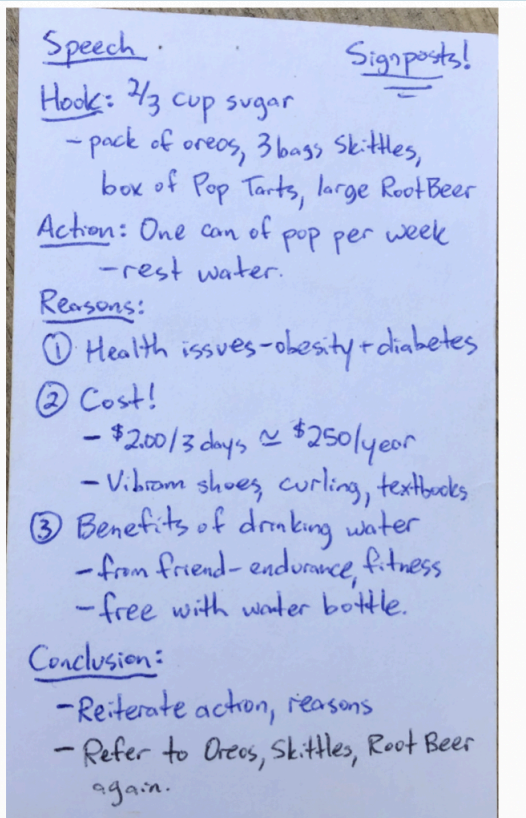 Speech.
Signposts!
Hook: 2/3 cup sugar
- pack of oreos, 3 bags Skittles,
box of Pop Tarts, large Root Beer
Action: One can of pop per week
- rest water.
Reasons:
① Health issues - obesity + diabetes
② Cost!
- $2.00/3 days ≃ $250/year
- Vibram shoes, curling, textbooks
③ Benefits of drinking water
- from friend - endurance, fitness
- free with water bottle.
Conclusion:
- Reiterate action, reasons
- Refer to Oreos, Skittles, Root Beer
again.